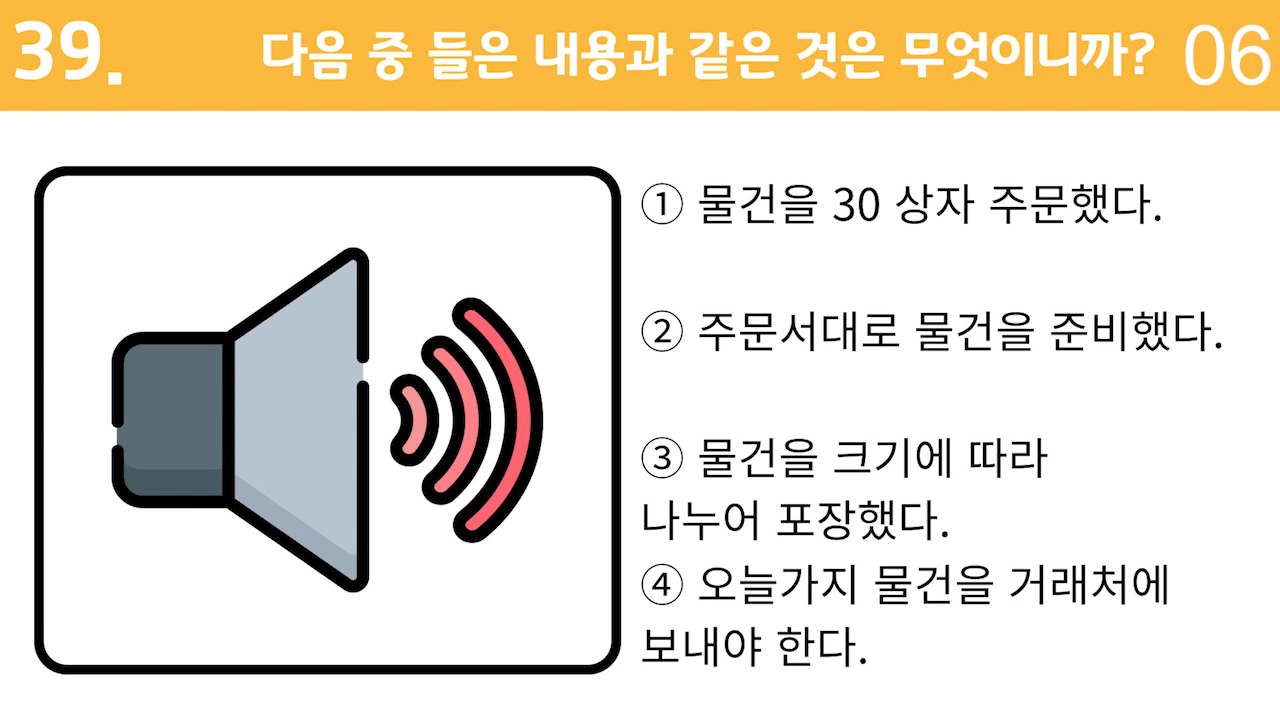 39. 다음 중 들은 내용과 같은 것은 무엇이니까? 06
① 물건을 30 상자 주문했다.
② 주문서대로 물건을 준비했다.
③ 물건을 크기에 따라
나누어 포장했다.
④ 오늘가지 물건을 거래처에
보내야 한다.